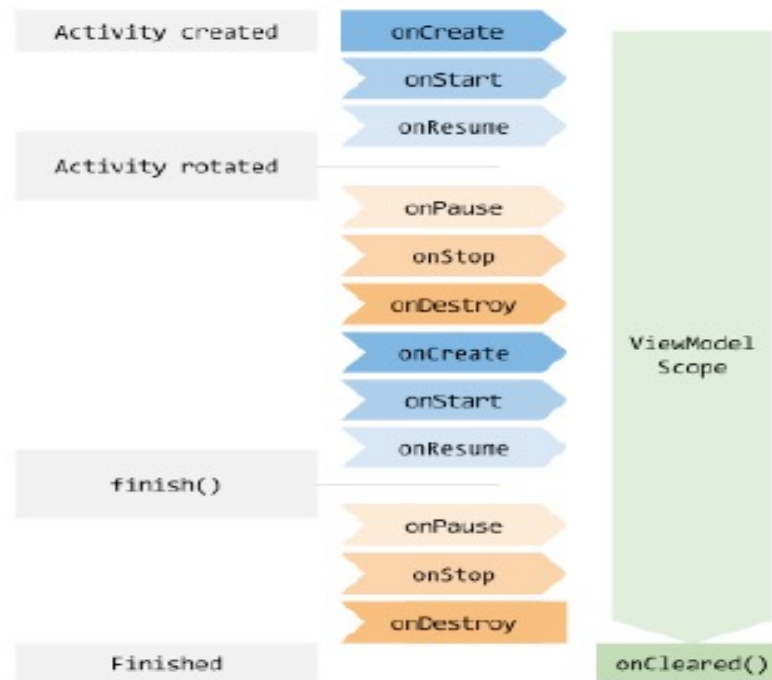 Activity created
onCreate
onStart
onResume
Activity rotated
onPause
onStop
onDestroy
onCreate
onStart
onResume
finish()
onPause
onStop
onDestroy
Finished
ViewModel
Scope
onCleared()